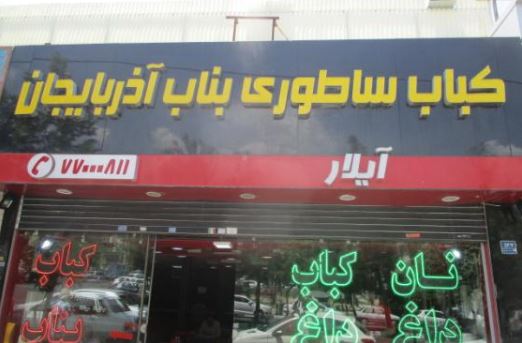 کباب ساطوری بناب آذربایجان
آیلار
۷۷۰۰۰۸۱۱
نان کباب کباب
داغ داغ بناب